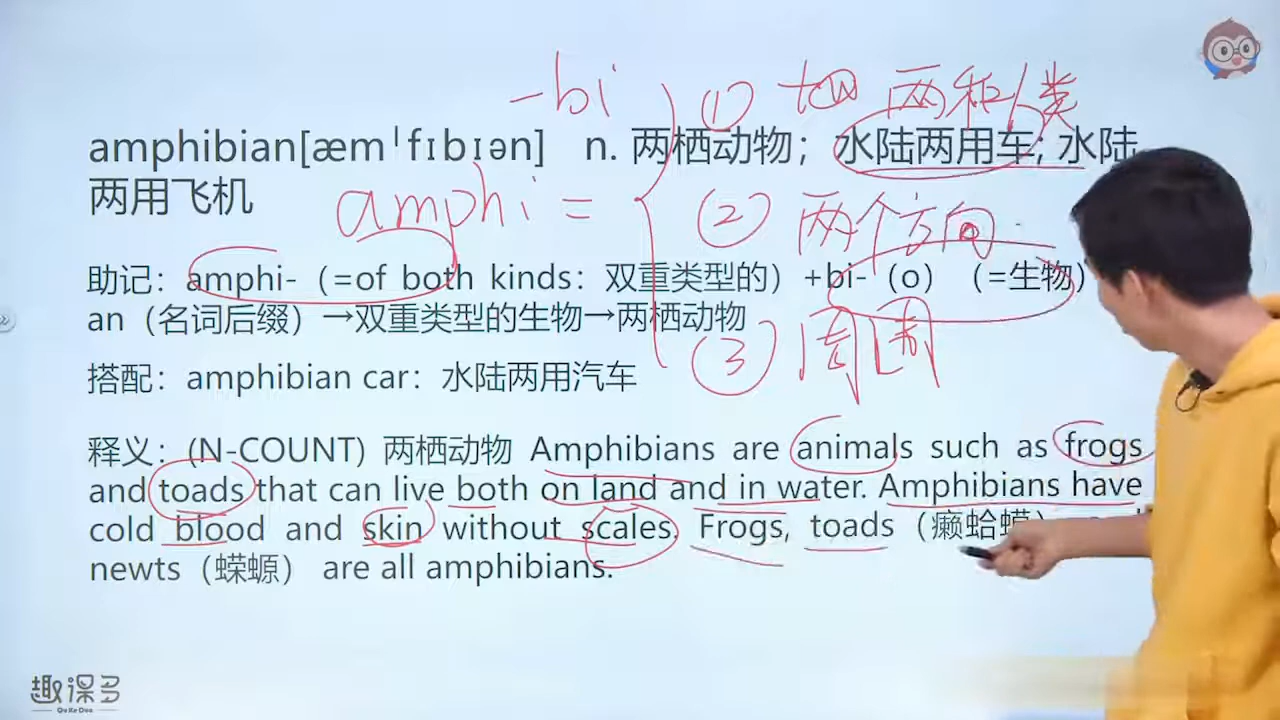 -bi ① 两种类
amphibian[æmˈfɪbɪən] n. 两栖动物；水陆两用车; 水陆
两用飞机
amphi = ② 两个方向
助记：amphi-（=of both kinds：双重类型的）+bi-（o）（=生物）
an（名词后缀）→双重类型的生物→两栖动物
③ 周围
搭配：amphibian car：水陆两用汽车
释义：(N-COUNT) 两栖动物 Amphibians are animals such as frogs
and toads that can live both on land and in water. Amphibians have
cold blood and skin without scales. Frogs, toads（癞蛤蟆）
newts（蝾螈） are all amphibians.
趣课多
QuKeDuo